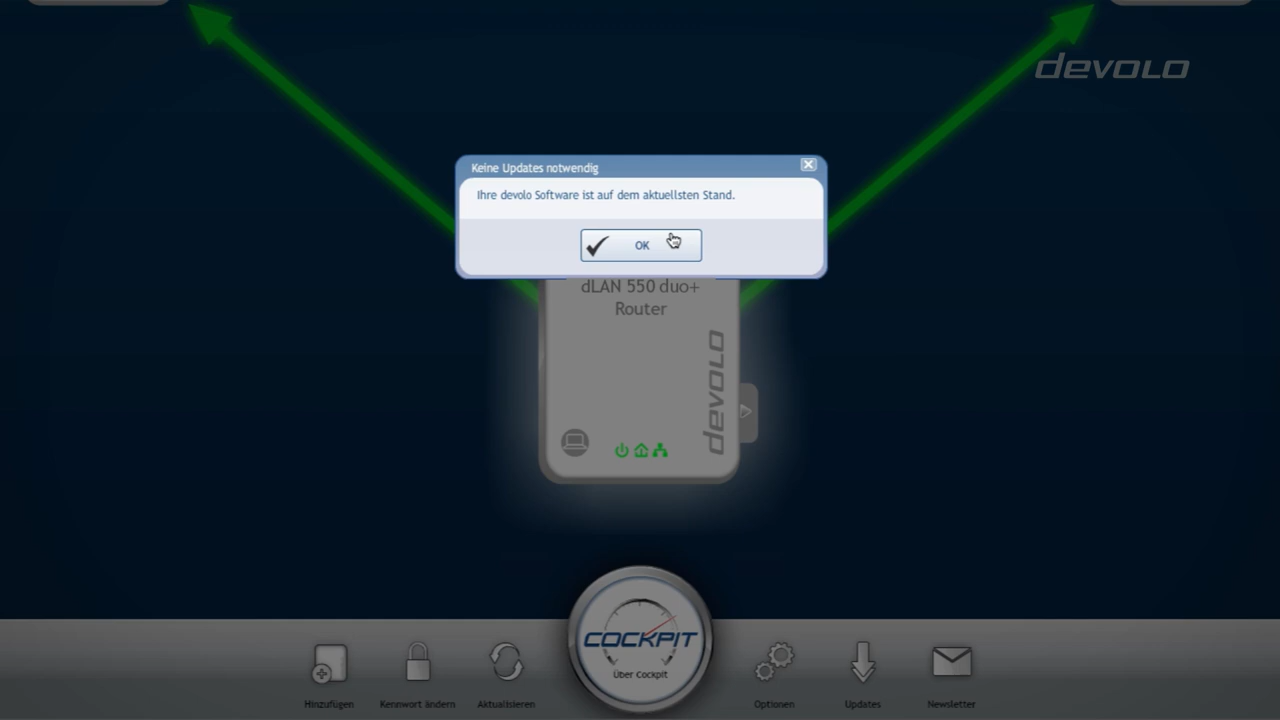 devolo
Keine Updates notwendig
Ihre devolo Software ist auf dem aktuellsten Stand.
OK
dLAN 550 duo+
Router
devolo
COCKPIT
Über Cockpit
Hinzufügen
Kennwort ändern
Aktualisieren
Optionen
Updates
Newsletter